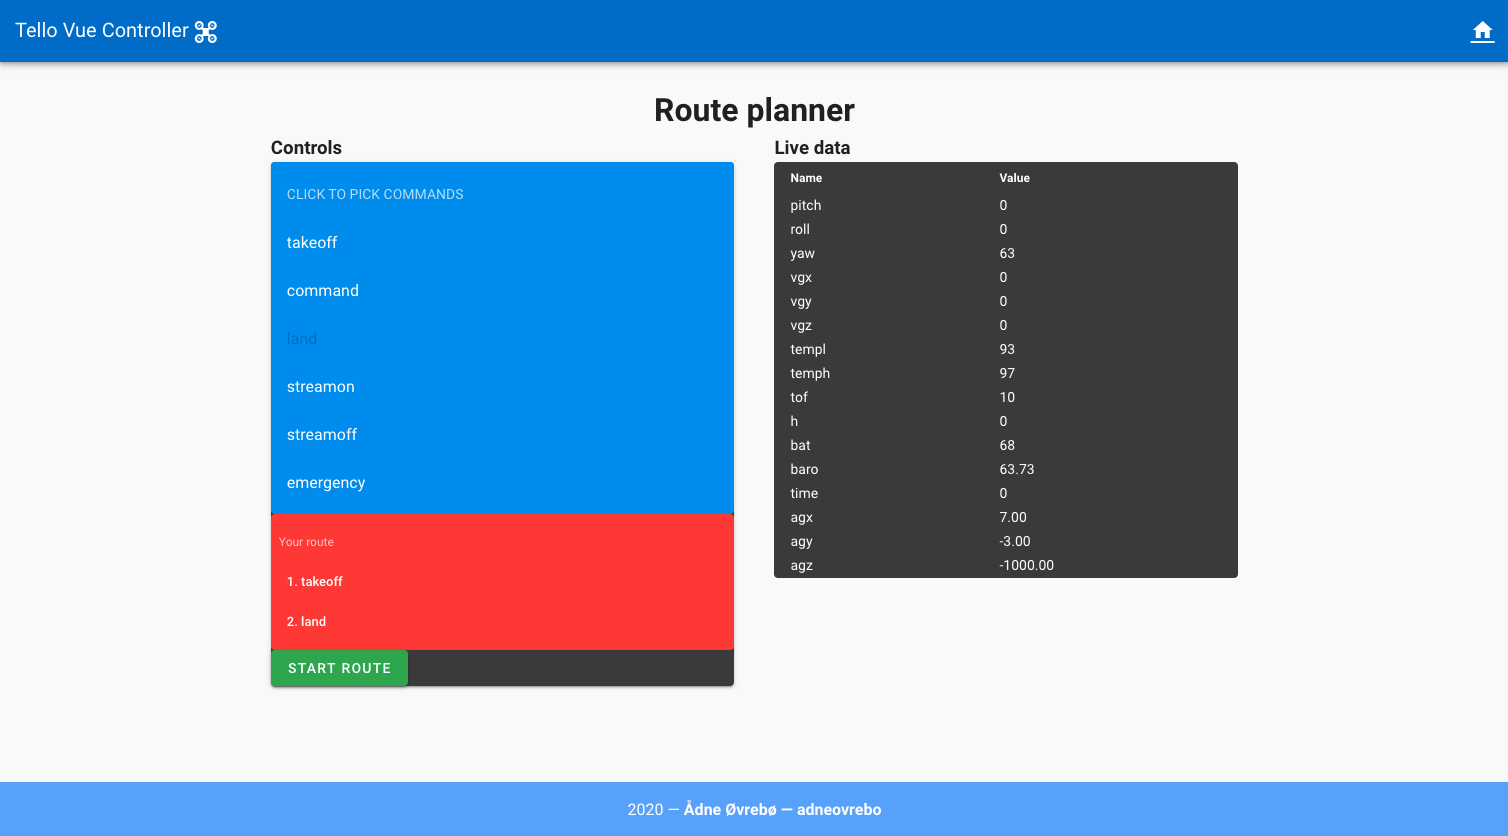 Tello Vue Controller
Route planner
Controls
CLICK TO PICK COMMANDS
takeoff
command
land
streamon
streamoff
emergency
Your route
1. takeoff
2. land
START ROUTE
Live data
Name Value
pitch 0
roll 0
yaw 63
vgx 0
vgy 0
vgz 0
templ 93
temph 97
tof 10
h 0
bat 68
baro 63.73
time 0
agx 7.00
agy -3.00
agz -1000.00
2020 — Ådne Øvrebø — adneovrebo